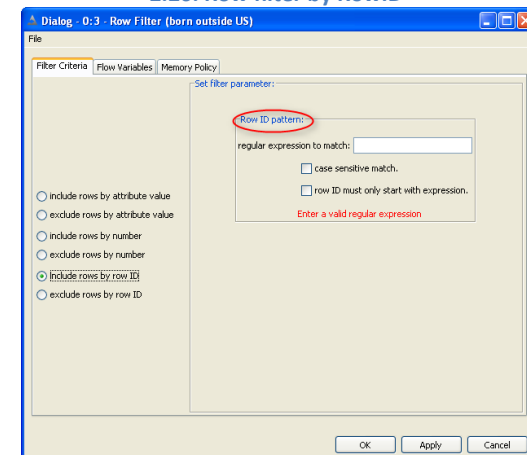 Dialog - 0:3 - Row Filter (born outside US)
File
Filter Criteria Flow Variables Memory Policy
Set filter parameter:
Row ID pattern:
regular expression to match:
case sensitive match.
row ID must only start with expression.
Enter a valid regular expression
include rows by attribute value
exclude rows by attribute value
include rows by number
exclude rows by number
include rows by row ID
exclude rows by row ID
OK Apply Cancel